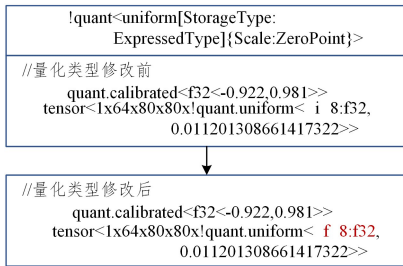 !quant<uniform[StorageType:
ExpressedType]{Scale:ZeroPoint}>
//量化类型修改前
quant.calibrated<f32<-0.922,0.981>>
tensor<1x64x80x80x!quant.uniform< i 8:f32,
0.011201308661417322>>
//量化类型修改后
quant.calibrated<f32<-0.922,0.981>>
tensor<1x64x80x80x!quant.uniform< f 8:f32,
0.011201308661417322>>